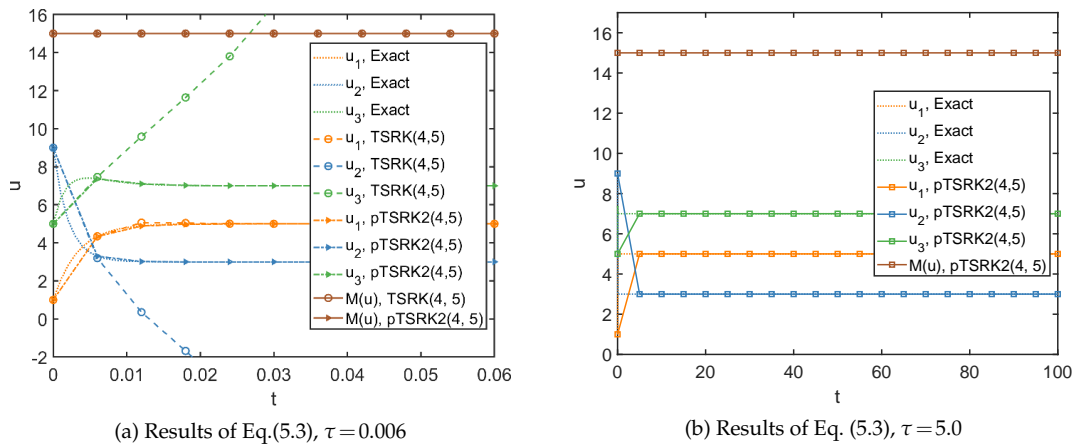 16
14
12
10
8
6
4
2
0
-2
u
0
0.01
0.02
0.03
0.04
0.05
0.06
t
u1, Exact
u2, Exact
u3, Exact
u1, TSRK(4,5)
u2, TSRK(4,5)
u3, TSRK(4,5)
u1, pTSRK2(4,5)
u2, pTSRK2(4,5)
u3, pTSRK2(4,5)
M(u), TSRK(4, 5)
M(u), pTSRK2(4, 5)
(a) Results of Eq.(5.3), τ=0.006
16
14
12
10
8
6
4
2
0
u
0
20
40
60
80
100
t
u1, Exact
u2, Exact
u3, Exact
u1, pTSRK2(4,5)
u2, pTSRK2(4,5)
u3, pTSRK2(4,5)
M(u), pTSRK2(4, 5)
(b) Results of Eq. (5.3), τ=5.0